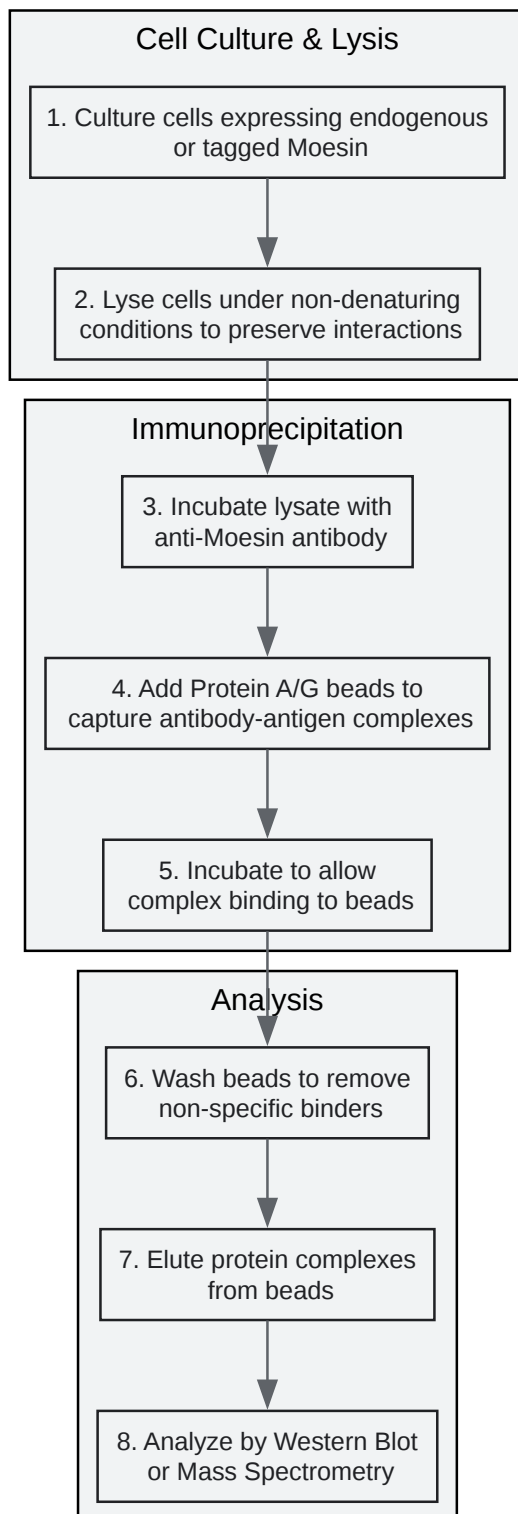 Cell Culture & Lysis
1. Culture cells expressing endogenous
or tagged Moesin
2. Lyse cells under non-denaturing
conditions to preserve interactions
Immunoprecipitation
3. Incubate lysate with
anti-Moesin antibody
4. Add Protein A/G beads to
capture antibody-antigen complexes
5. Incubate to allow
complex binding to beads
Analysis
6. Wash beads to remove
non-specific binders
7. Elute protein complexes
from beads
8. Analyze by Western Blot
or Mass Spectrometry